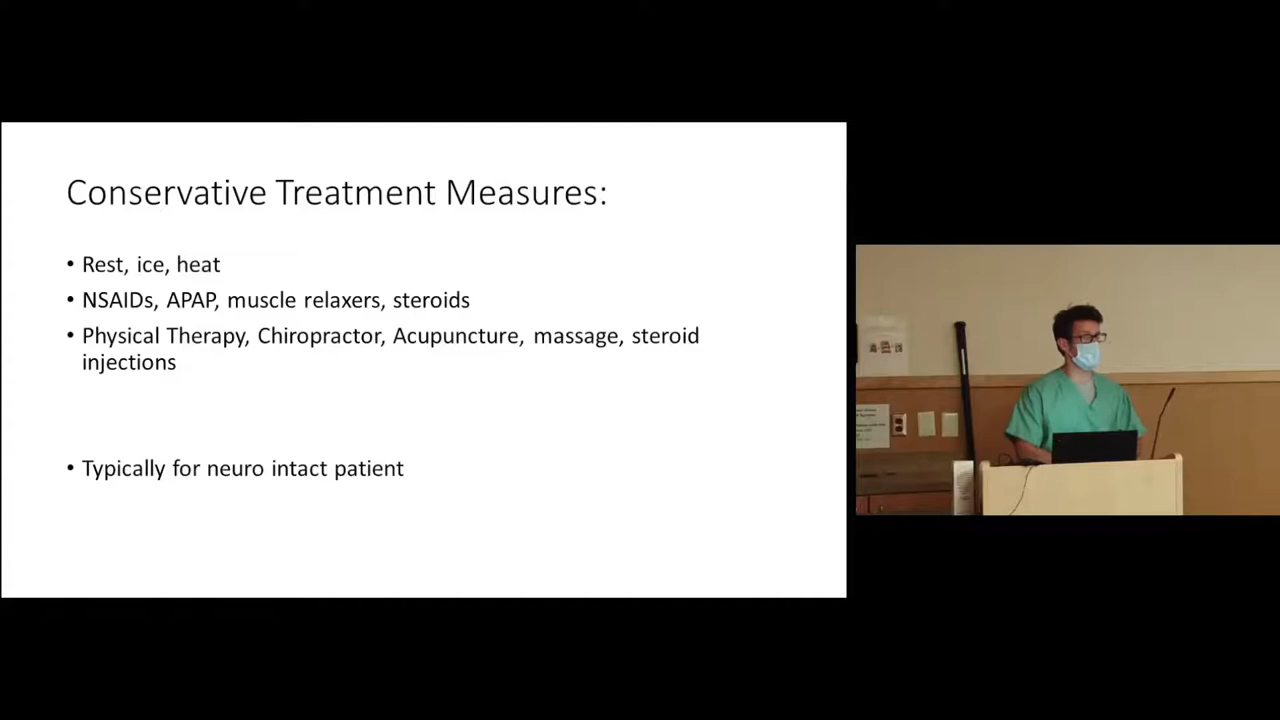 Conservative Treatment Measures:
• Rest, ice, heat
• NSAIDs, APAP, muscle relaxers, steroids
• Physical Therapy, Chiropractor, Acupuncture, massage, steroid
injections
• Typically for neuro intact patient